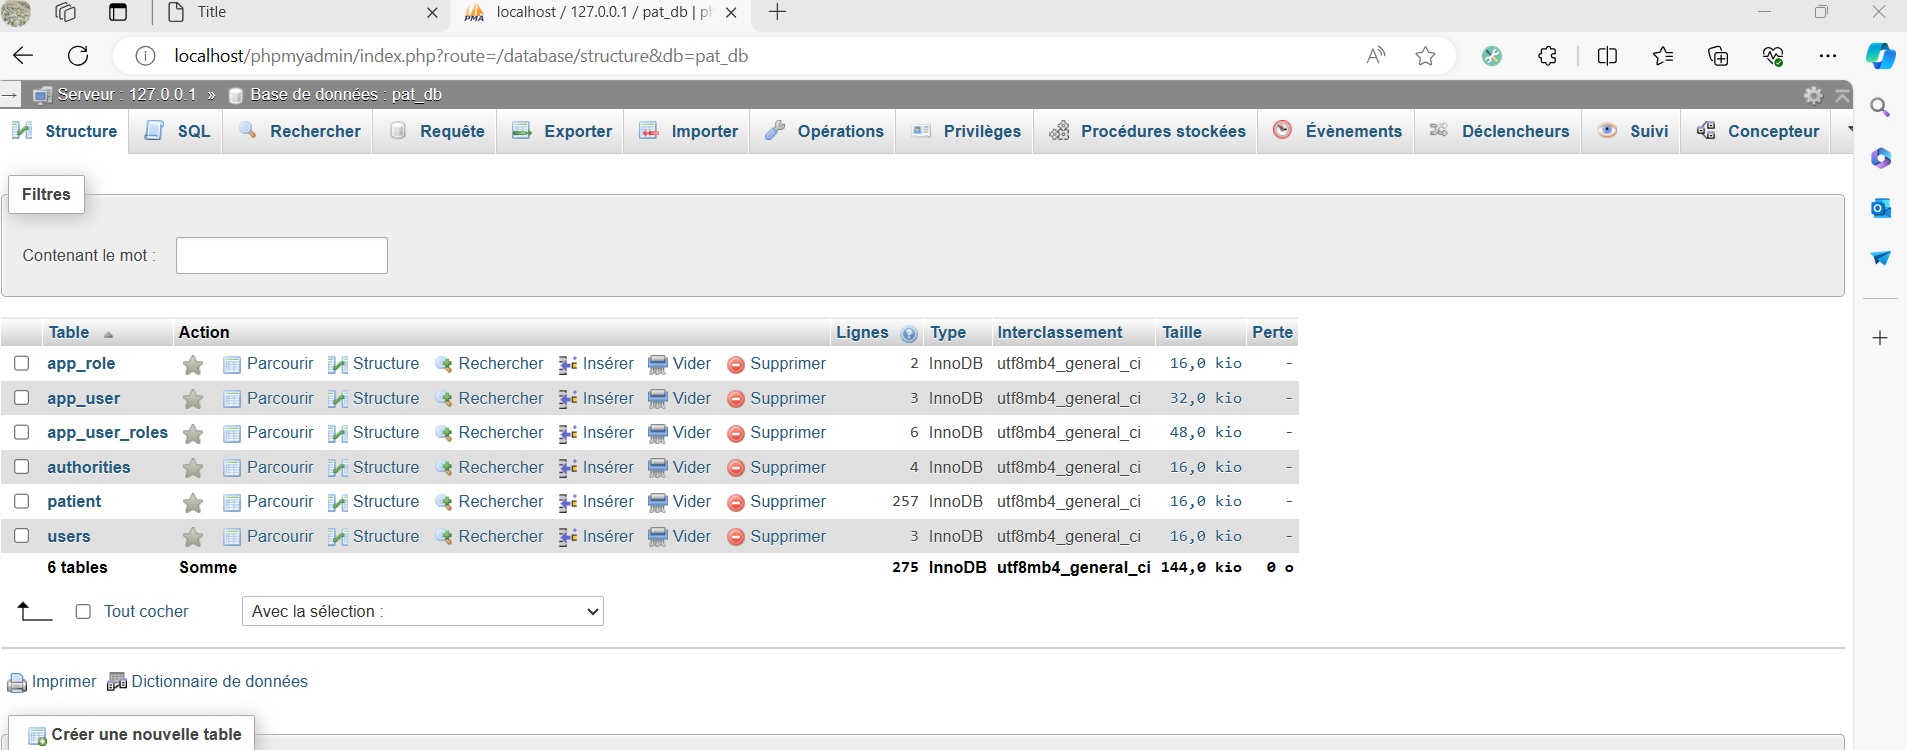 Title
localhost / 127.0.0.1 / pat_db | ph
localhost/phpmyadmin/index.php?route=/database/structure&db=pat_db
Serveur : 127.0.0.1 » Base de données : pat_db
Structure SQL Rechercher Requête Exporter Importer Opérations Privilèges Procédures stockées Évènements Déclencheurs Suivi Concepteur
Filtres
Contenant le mot :
Table Action Lignes Type Interclassement Taille Perte
app_role Parcourir Structure Rechercher Insérer Vider Supprimer 2 InnoDB utf8mb4_general_ci 16,0 kio -
app_user Parcourir Structure Rechercher Insérer Vider Supprimer 3 InnoDB utf8mb4_general_ci 32,0 kio -
app_user_roles Parcourir Structure Rechercher Insérer Vider Supprimer 6 InnoDB utf8mb4_general_ci 48,0 kio -
authorities Parcourir Structure Rechercher Insérer Vider Supprimer 4 InnoDB utf8mb4_general_ci 16,0 kio -
patient Parcourir Structure Rechercher Insérer Vider Supprimer 257 InnoDB utf8mb4_general_ci 16,0 kio -
users Parcourir Structure Rechercher Insérer Vider Supprimer 3 InnoDB utf8mb4_general_ci 16,0 kio -
6 tables Somme 275 InnoDB utf8mb4_general_ci 144,0 kio 0 o
Tout cocher Avec la sélection :
Imprimer Dictionnaire de données
Créer une nouvelle table